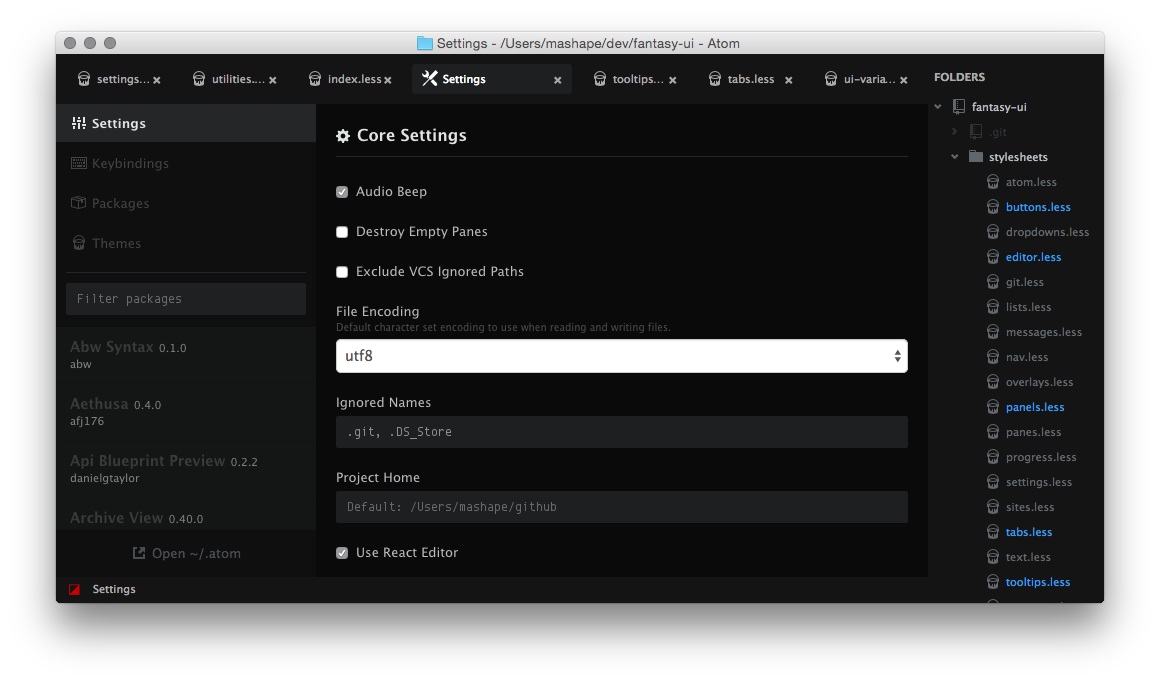 Settings - /Users/mashape/dev/fantasy-ui - Atom
settings... utilities.... index.less Settings tooltips... tabs.less ui-varia...
Settings
Keybindings
Packages
Themes
Filter packages
Abw Syntax 0.1.0
abw
Aethusa 0.4.0
afj176
Api Blueprint Preview 0.2.2
danielgtaylor
Archive View 0.40.0
Open ~/.atom
Core Settings
Audio Beep
Destroy Empty Panes
Exclude VCS Ignored Paths
File Encoding
Default character set encoding to use when reading and writing files.
utf8
Ignored Names
.git, .DS_Store
Project Home
Default: /Users/mashape/github
Use React Editor
FOLDERS
fantasy-ui
.git
stylesheets
atom.less
buttons.less
dropdowns.less
editor.less
git.less
lists.less
messages.less
nav.less
overlays.less
panels.less
panes.less
progress.less
settings.less
sites.less
tabs.less
text.less
tooltips.less
Settings